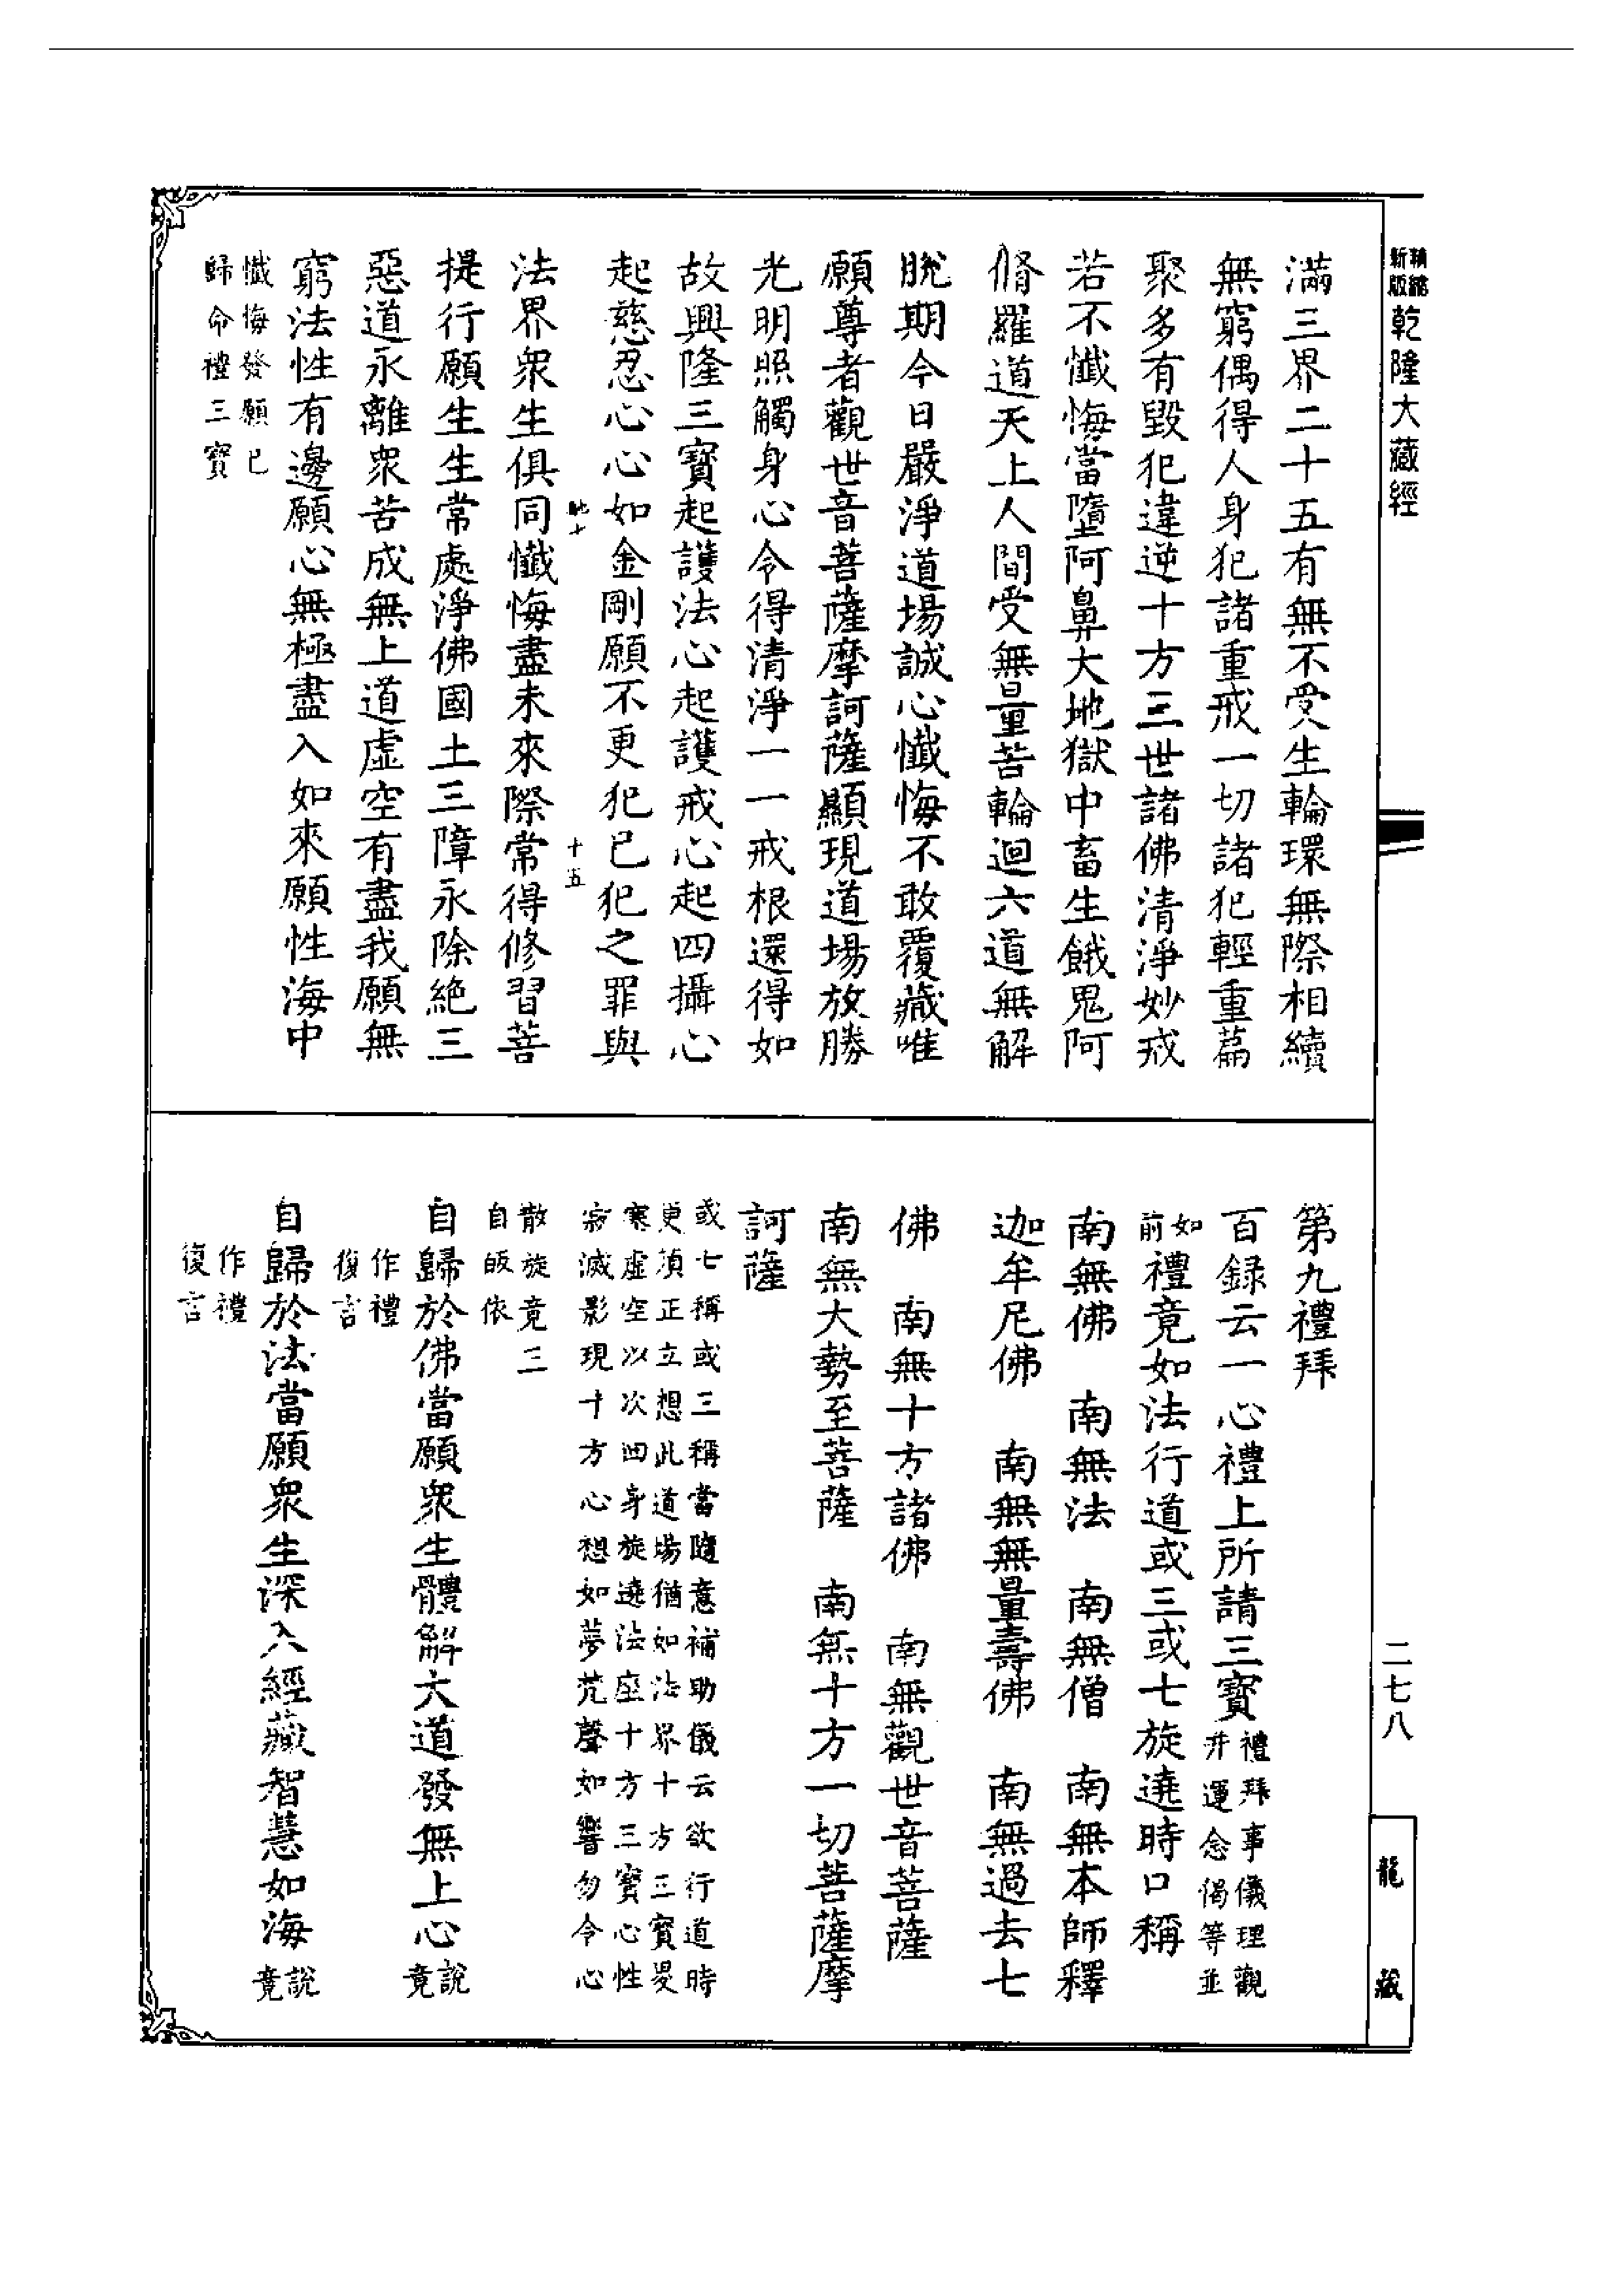 新版精縮乾隆大藏經
滿三界二十五有無不受生輪環無際相續
無窮偶得人身犯諸重戒一切諸犯輕重篇
聚多有毀犯違逆十方三世諸佛清淨妙戒
若不懺悔當墮阿鼻大地獄中畜生餓鬼阿
脩羅道天上人間受無量苦輪迴六道無解
脫期今日嚴淨道場誠心懺悔不敢覆藏唯
願尊者觀世音菩薩摩訶薩顯現道場放勝
光明照觸身心令得清淨一一戒根還得如
故興隆三寶起護法心起護戒心起四攝心
起慈忍心心如金剛願不更犯已犯之罪與
十五
法界衆生俱同懺悔盡未來際常得修習菩
提行願生生常處淨佛國土三障永除絕三
惡道永離衆苦成無上道虛空有盡我願無
窮法性有邊願心無極盡入如來願性海中
懺悔發願已
歸命禮三寶
第九禮拜
百録云一心禮上所請三寶禮拜事儀理觀
并運念偈等並
如
前禮竟如法行道或三或七旋遶時口稱
南無佛　南無法　南無僧　南無本師釋
迦牟尼佛　南無無量壽佛　南無過去七
佛　南無十方諸佛　南無觀世音菩薩
南無大勢至菩薩　南無十方一切菩薩摩
訶薩
或七稱或三稱當隨意補助儀云欲行道時
更須正立想此道場猶如法界十方三寶畟
塞虛空以次迴身旋遶法座十方三寶心性
寂滅影現十方心想如夢梵聲如響勿令心
散旋竟三
自皈依
自歸於佛當願衆生體解大道發無上心說
竟
作禮
復言
自歸於法當願衆生深入經藏智慧如海說
竟
作禮
復言
二七八
龍藏